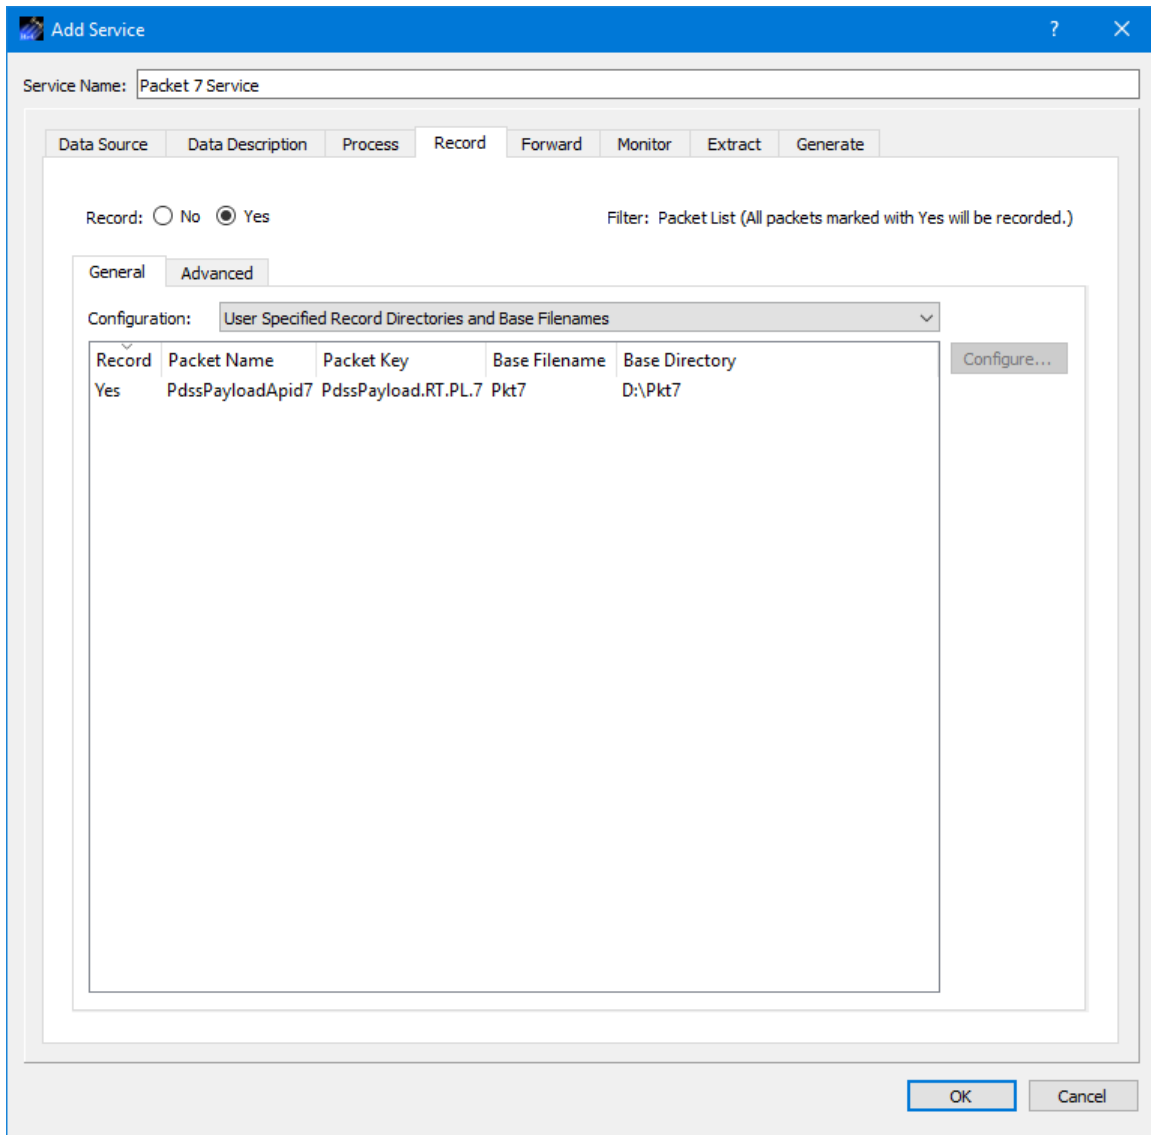 Add Service
Service Name: Packet 7 Service
Data Source Data Description Process Record Forward Monitor Extract Generate
Record: No Yes Filter: Packet List (All packets marked with Yes will be recorded.)
General Advanced
Configuration: User Specified Record Directories and Base Filenames
Record Packet Name Packet Key Base Filename Base Directory Configure...
Yes PdssPayloadApid7 PdssPayload.RT.PL.7 Pkt7 D:\Pkt7
OK Cancel